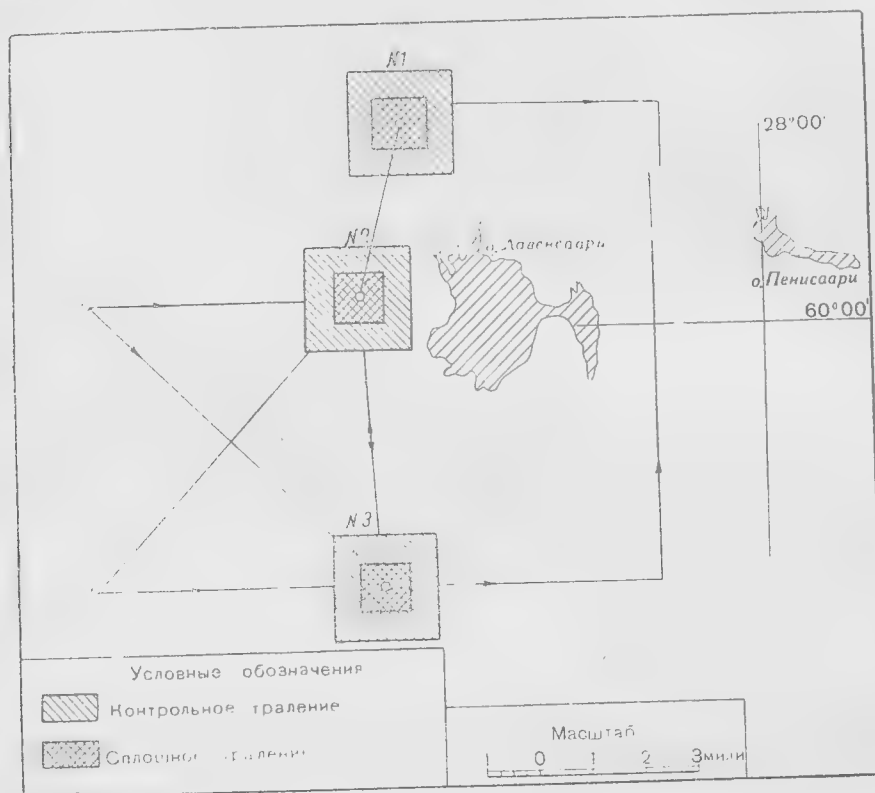 N1
28°00'
N2
о. Лавенсаари
о. Пенисаари
60°00'
N3
Условные обозначения
Контрольное траление
Сплошное траление
Масштаб
1 0 1 2 3 мили